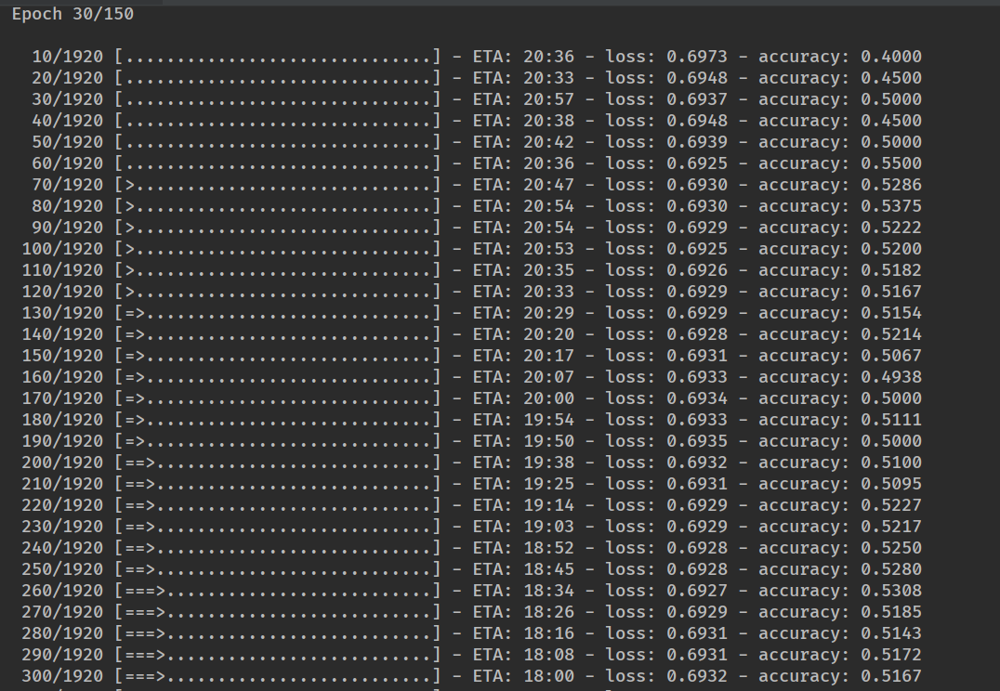 Epoch 30/150
10/1920 [..............................] - ETA: 20:36 - loss: 0.6973 - accuracy: 0.4000
20/1920 [..............................] - ETA: 20:33 - loss: 0.6948 - accuracy: 0.4500
30/1920 [..............................] - ETA: 20:57 - loss: 0.6937 - accuracy: 0.5000
40/1920 [..............................] - ETA: 20:38 - loss: 0.6948 - accuracy: 0.4500
50/1920 [..............................] - ETA: 20:42 - loss: 0.6939 - accuracy: 0.5000
60/1920 [..............................] - ETA: 20:36 - loss: 0.6925 - accuracy: 0.5500
70/1920 [>.............................] - ETA: 20:47 - loss: 0.6930 - accuracy: 0.5286
80/1920 [>.............................] - ETA: 20:54 - loss: 0.6930 - accuracy: 0.5375
90/1920 [>.............................] - ETA: 20:54 - loss: 0.6929 - accuracy: 0.5222
100/1920 [>.............................] - ETA: 20:53 - loss: 0.6925 - accuracy: 0.5200
110/1920 [>.............................] - ETA: 20:35 - loss: 0.6926 - accuracy: 0.5182
120/1920 [>.............................] - ETA: 20:33 - loss: 0.6929 - accuracy: 0.5167
130/1920 [=>............................] - ETA: 20:29 - loss: 0.6929 - accuracy: 0.5154
140/1920 [=>............................] - ETA: 20:20 - loss: 0.6928 - accuracy: 0.5214
150/1920 [=>............................] - ETA: 20:17 - loss: 0.6931 - accuracy: 0.5067
160/1920 [=>............................] - ETA: 20:07 - loss: 0.6933 - accuracy: 0.4938
170/1920 [=>............................] - ETA: 20:00 - loss: 0.6934 - accuracy: 0.5000
180/1920 [=>............................] - ETA: 19:54 - loss: 0.6933 - accuracy: 0.5111
190/1920 [=>............................] - ETA: 19:50 - loss: 0.6935 - accuracy: 0.5000
200/1920 [==>...........................] - ETA: 19:38 - loss: 0.6932 - accuracy: 0.5100
210/1920 [==>...........................] - ETA: 19:25 - loss: 0.6931 - accuracy: 0.5095
220/1920 [==>...........................] - ETA: 19:14 - loss: 0.6929 - accuracy: 0.5227
230/1920 [==>...........................] - ETA: 19:03 - loss: 0.6929 - accuracy: 0.5217
240/1920 [==>...........................] - ETA: 18:52 - loss: 0.6928 - accuracy: 0.5250
250/1920 [==>...........................] - ETA: 18:45 - loss: 0.6928 - accuracy: 0.5280
260/1920 [===>..........................] - ETA: 18:34 - loss: 0.6927 - accuracy: 0.5308
270/1920 [===>..........................] - ETA: 18:26 - loss: 0.6929 - accuracy: 0.5185
280/1920 [===>..........................] - ETA: 18:16 - loss: 0.6931 - accuracy: 0.5143
290/1920 [===>..........................] - ETA: 18:08 - loss: 0.6931 - accuracy: 0.5172
300/1920 [===>..........................] - ETA: 18:00 - loss: 0.6932 - accuracy: 0.5167